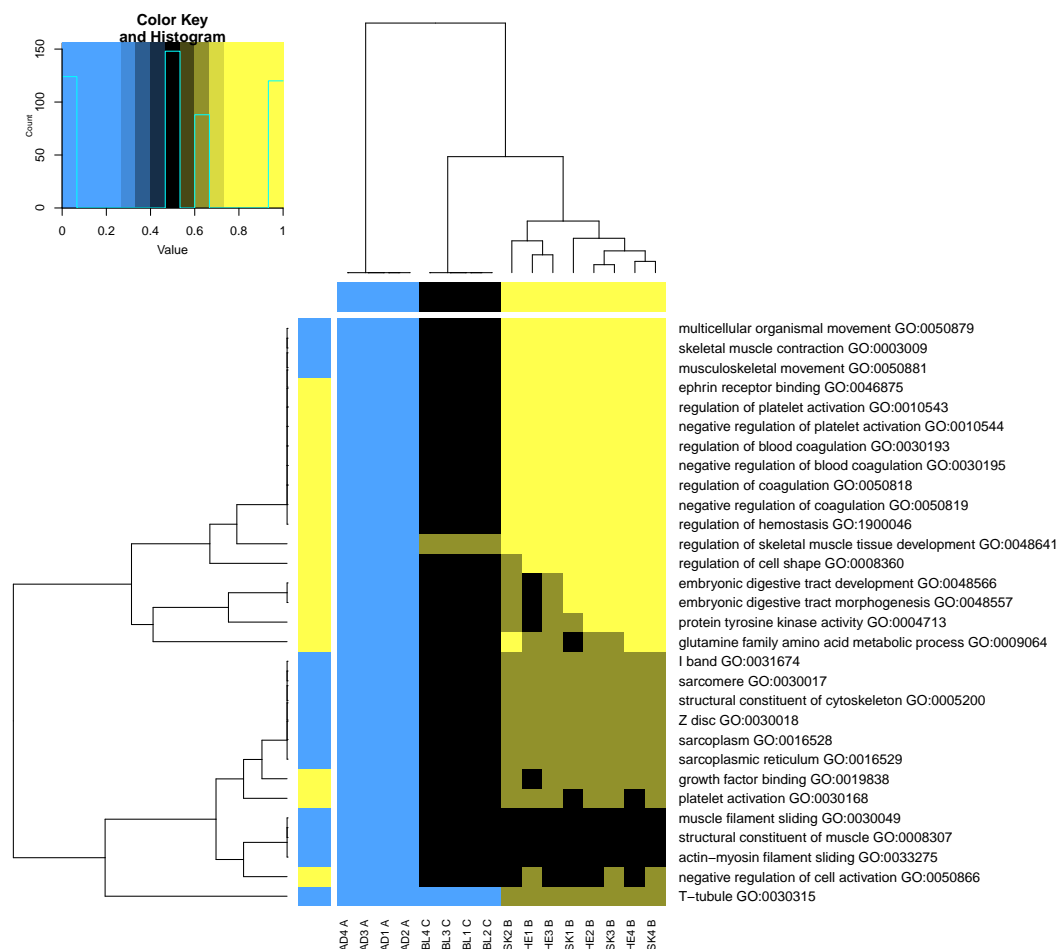 Color Key
and Histogram
Count
0
50
100
150
0 0.2 0.4 0.6 0.8 1
Value
multicellular organismal movement GO:0050879
skeletal muscle contraction GO:0003009
musculoskeletal movement GO:0050881
ephrin receptor binding GO:0046875
regulation of platelet activation GO:0010543
negative regulation of platelet activation GO:0010544
regulation of blood coagulation GO:0030193
negative regulation of blood coagulation GO:0030195
regulation of coagulation GO:0050818
negative regulation of coagulation GO:0050819
regulation of hemostasis GO:1900046
regulation of skeletal muscle tissue development GO:0048641
regulation of cell shape GO:0008360
embryonic digestive tract development GO:0048566
embryonic digestive tract morphogenesis GO:0048557
protein tyrosine kinase activity GO:0004713
glutamine family amino acid metabolic process GO:0009064
I band GO:0031674
sarcomere GO:0030017
structural constituent of cytoskeleton GO:0005200
Z disc GO:0030018
sarcoplasm GO:0016528
sarcoplasmic reticulum GO:0016529
growth factor binding GO:0019838
platelet activation GO:0030168
muscle filament sliding GO:0030049
structural constituent of muscle GO:0008307
actin−myosin filament sliding GO:0033275
negative regulation of cell activation GO:0050866
T−tubule GO:0030315
AD4 A
AD3 A
AD1 A
AD2 A
BL4 C
BL3 C
BL1 C
BL2 C
SK2 B
HE1 B
HE3 B
SK1 B
HE2 B
SK3 B
HE4 B
SK4 B